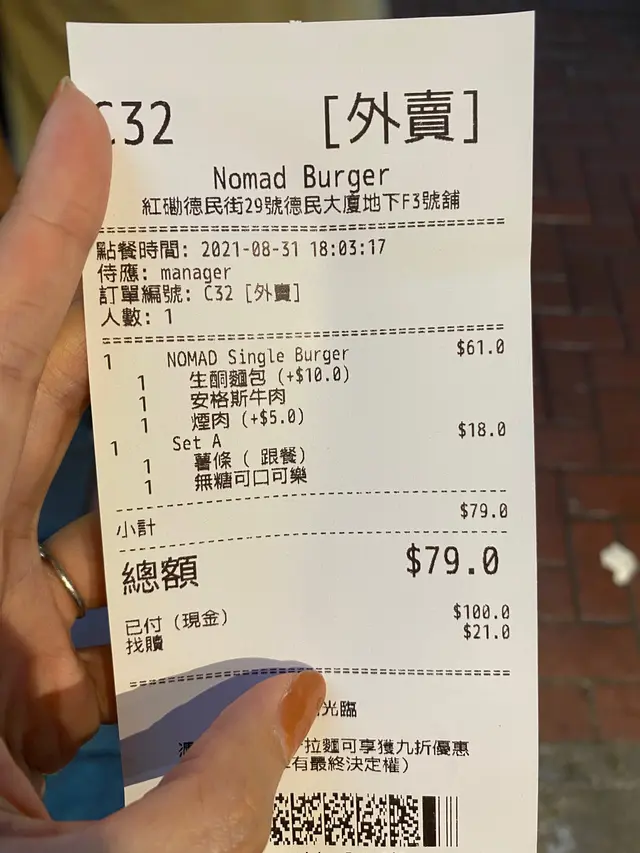 C32 [外賣]
Nomad Burger
紅磡德民街29號德民大廈地下F3號舖
點餐時間: 2021-08-31 18:03:17
侍應: manager
訂單編號: C32 [外賣]
人數: 1
1 NOMAD Single Burger $61.0
1 生酮麵包 (+$10.0)
1 安格斯牛肉
1 煙肉 (+$5.0)
1 Set A $18.0
1 薯條 ( 跟餐)
1 無糖可口可樂
小計 $79.0
總額 $79.0
已付 (現金) $100.0
找贖 $21.0
光臨
拉麵可享獲九折優惠
有最終決定權)